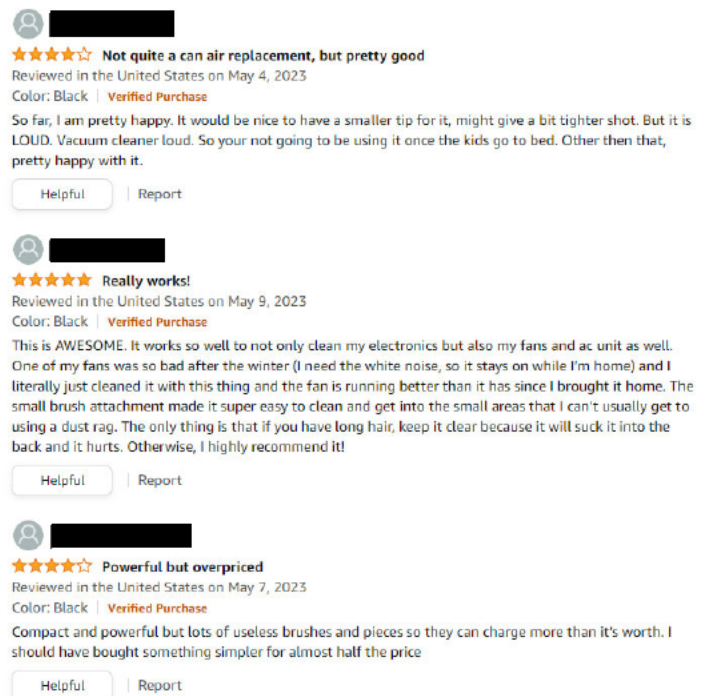 Not quite a can air replacement, but pretty good
Reviewed in the United States on May 4, 2023
Color: Black | Verified Purchase
So far, I am pretty happy. It would be nice to have a smaller tip for it, might give a bit tighter shot. But it is
LOUD. Vacuum cleaner loud. So your not going to be using it once the kids go to bed. Other then that,
pretty happy with it.
Helpful | Report
Really works!
Reviewed in the United States on May 9, 2023
Color: Black | Verified Purchase
This is AWESOME. It works so well to not only clean my electronics but also my fans and ac unit as well.
One of my fans was so bad after the winter (I need the white noise, so it stays on while I'm home) and I
literally just cleaned it with this thing and the fan is running better than it has since I brought it home. The
small brush attachment made it super easy to clean and get into the small areas that I can't usually get to
using a dust rag. The only thing is that if you have long hair, keep it clear because it will suck it into the
back and it hurts. Otherwise, I highly recommend it!
Helpful | Report
Powerful but overpriced
Reviewed in the United States on May 7, 2023
Color: Black | Verified Purchase
Compact and powerful but lots of useless brushes and pieces so they can charge more than it's worth. I
should have bought something simpler for almost half the price
Helpful | Report